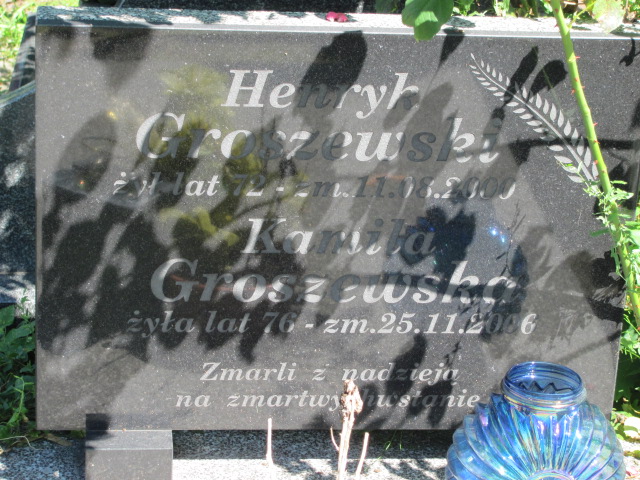 Henryk
Groszewski
żył lat 72 - zm.11.08.2000
Kamila
Groszewska
żyła lat 76 - zm.25.11.2006
Zmarli z nadzieją
na zmartwychwstanie